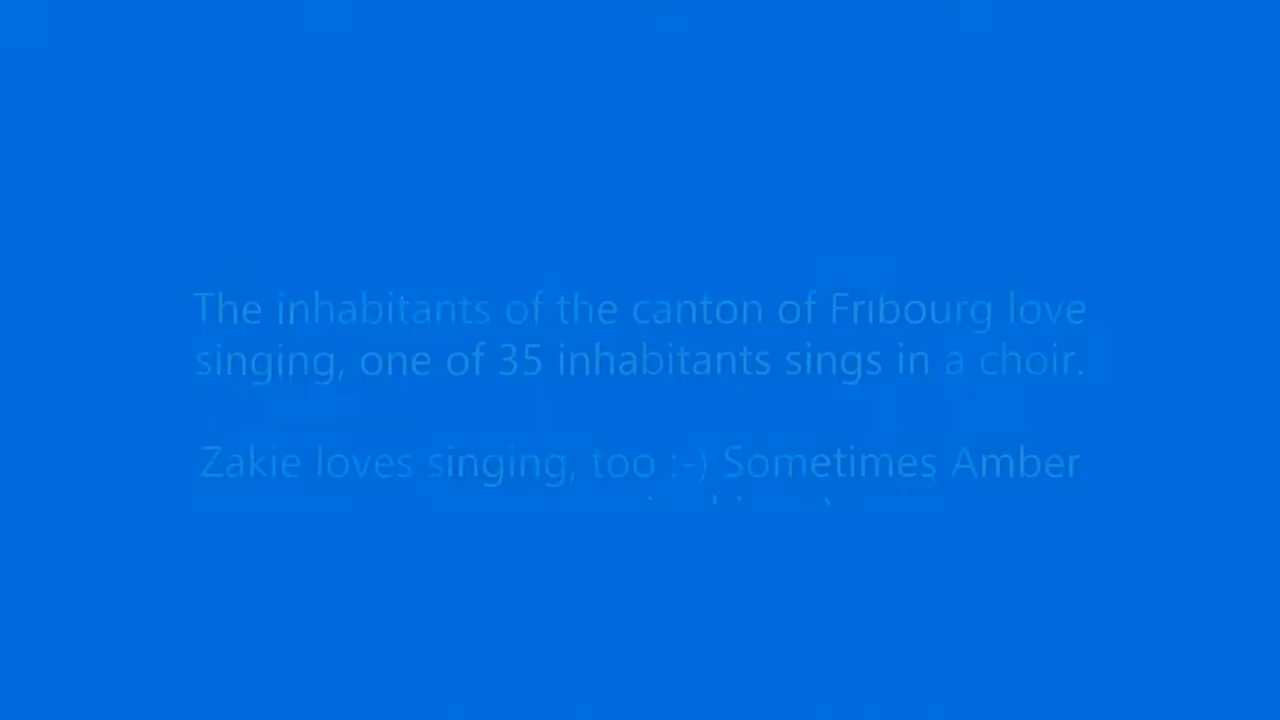 The inhabitants of the canton of Fribourg love
singing, one of 35 inhabitants sings in a choir.
Zakie loves singing, too :-) Sometimes Amber